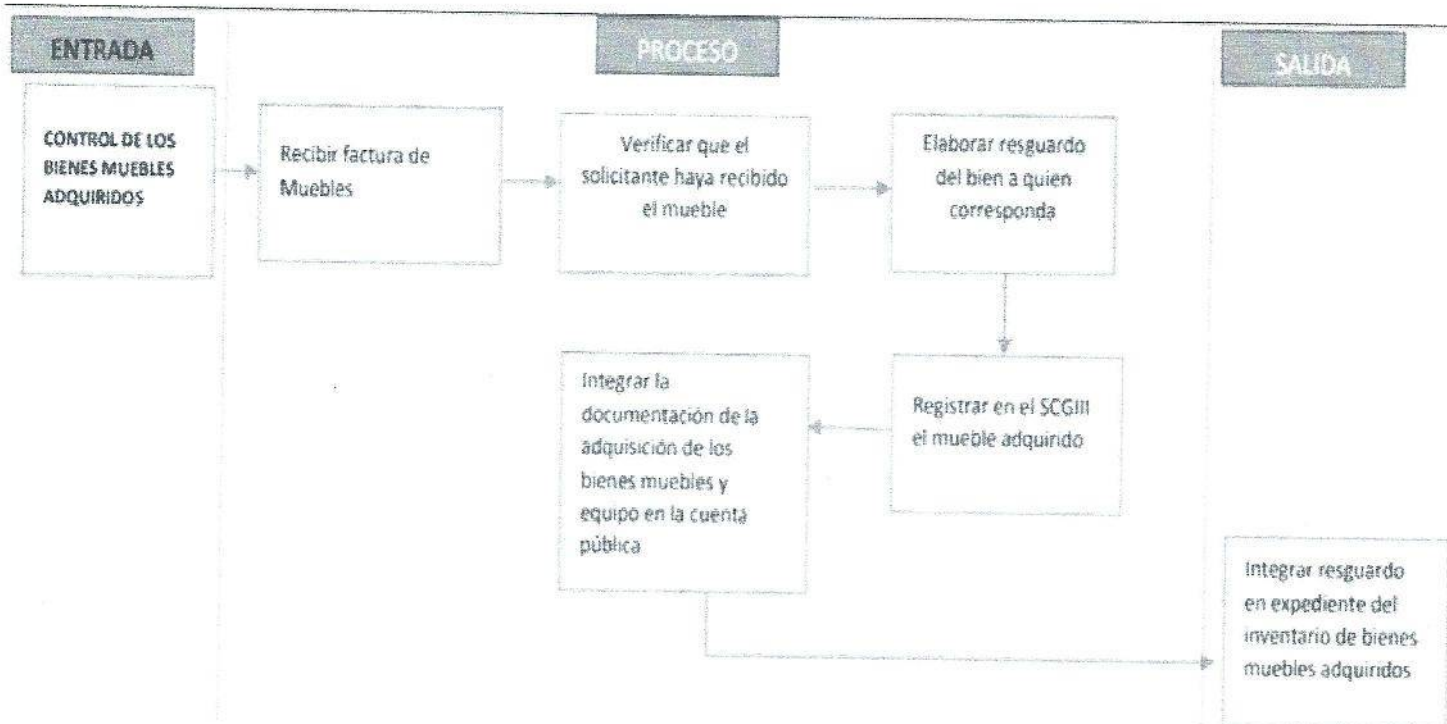 ENTRADA
PROCESO
SALIDA
CONTROL DE LOS
BIENES MUEBLES
ADQUIRIDOS
Recibir factura de
Muebles
Verificar que el
solicitante haya recibido
el mueble
Elaborar resguardo
del bien a quien
corresponda
Registrar en el SCGIII
el mueble adquirido
Integrar la
documentación de la
adquisición de los
bienes muebles y
equipo en la cuenta
pública
Integrar resguardo
en expediente del
inventario de bienes
muebles adquiridos